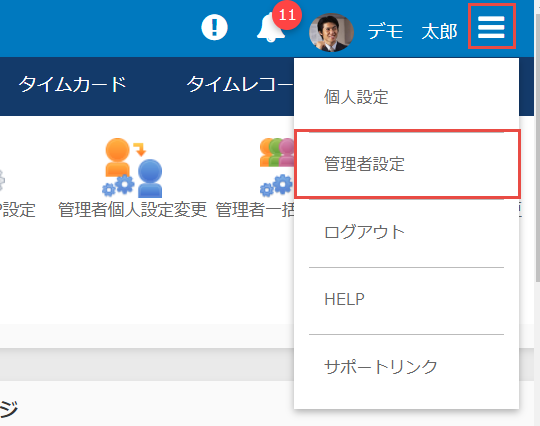 11
デモ 太郎
タイムカード
タイムレコー
個人設定
管理者設定
ログアウト
HELP
サポートリンク
設定
管理者個人設定変更
管理者一括
ジ